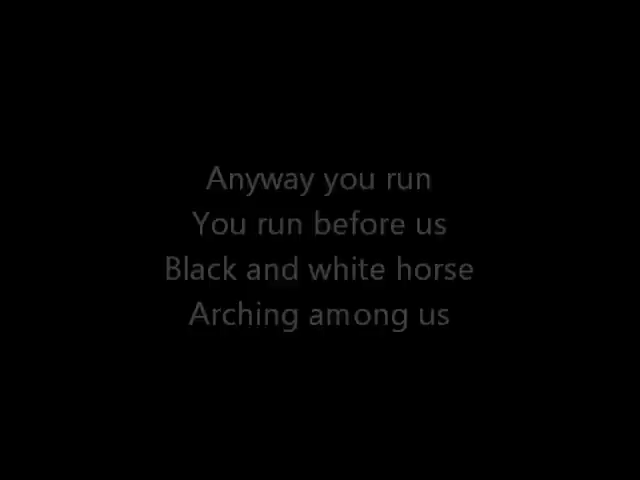 Anyway you run
You run before us
Black and white horse
Arching among us